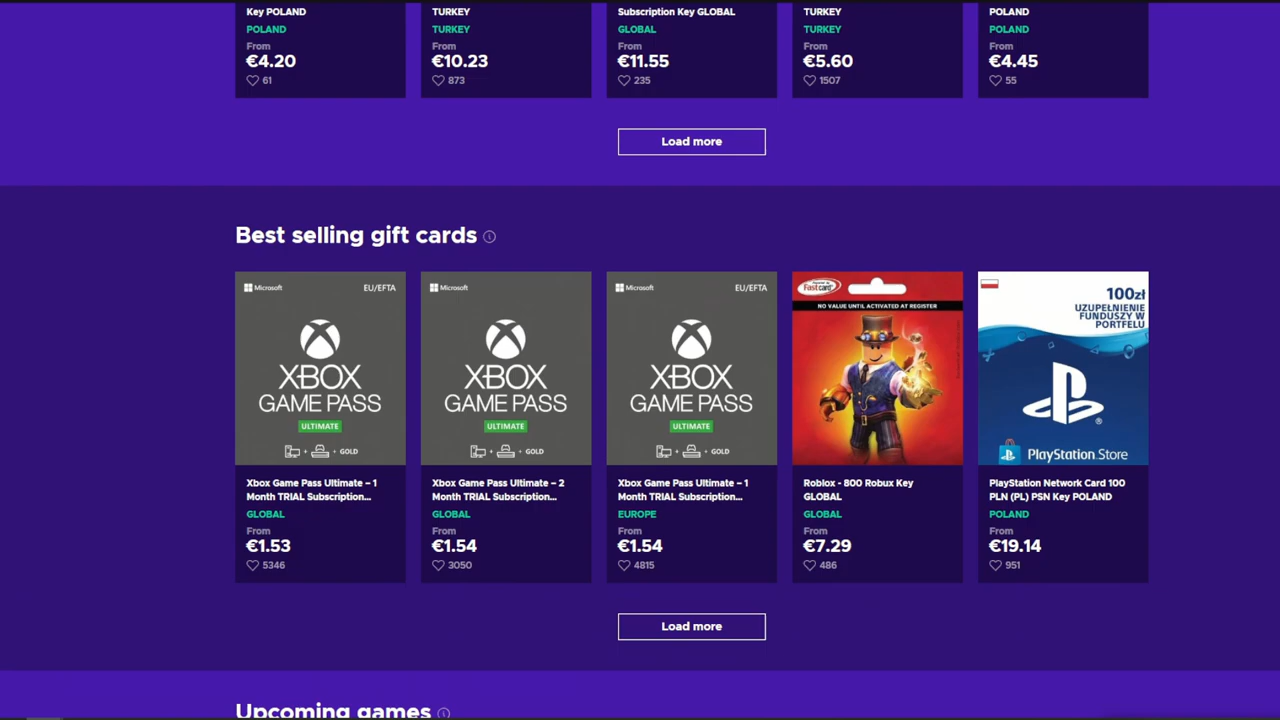 Key POLAND
POLAND
From
€4.20
61
TURKEY
TURKEY
From
€10.23
873
Subscription Key GLOBAL
GLOBAL
From
€11.55
235
TURKEY
TURKEY
From
€5.60
1507
POLAND
POLAND
From
€4.45
55
Load more
Best selling gift cards
Microsoft
EU/EFTA
XBOX
GAME PASS
ULTIMATE
+ + GOLD
Xbox Game Pass Ultimate – 1
Month TRIAL Subscription...
GLOBAL
From
€1.53
5346
Microsoft
XBOX
GAME PASS
ULTIMATE
+ + GOLD
Xbox Game Pass Ultimate – 2
Month TRIAL Subscription...
GLOBAL
From
€1.54
3050
Microsoft
EU/EFTA
XBOX
GAME PASS
ULTIMATE
+ + GOLD
Xbox Game Pass Ultimate – 1
Month TRIAL Subscription...
EUROPE
From
€1.54
4815
Fastcard
NO VALUE UNTIL ACTIVATED AT REGISTER
Roblox - 800 Robux Key
GLOBAL
GLOBAL
From
€7.29
486
100zł
UZUPEŁNIENIE
FUNDUSZY W
PORTFELU
PlayStation Store
PlayStation Network Card 100
PLN (PL) PSN Key POLAND
POLAND
From
€19.14
951
Load more
Upcoming games